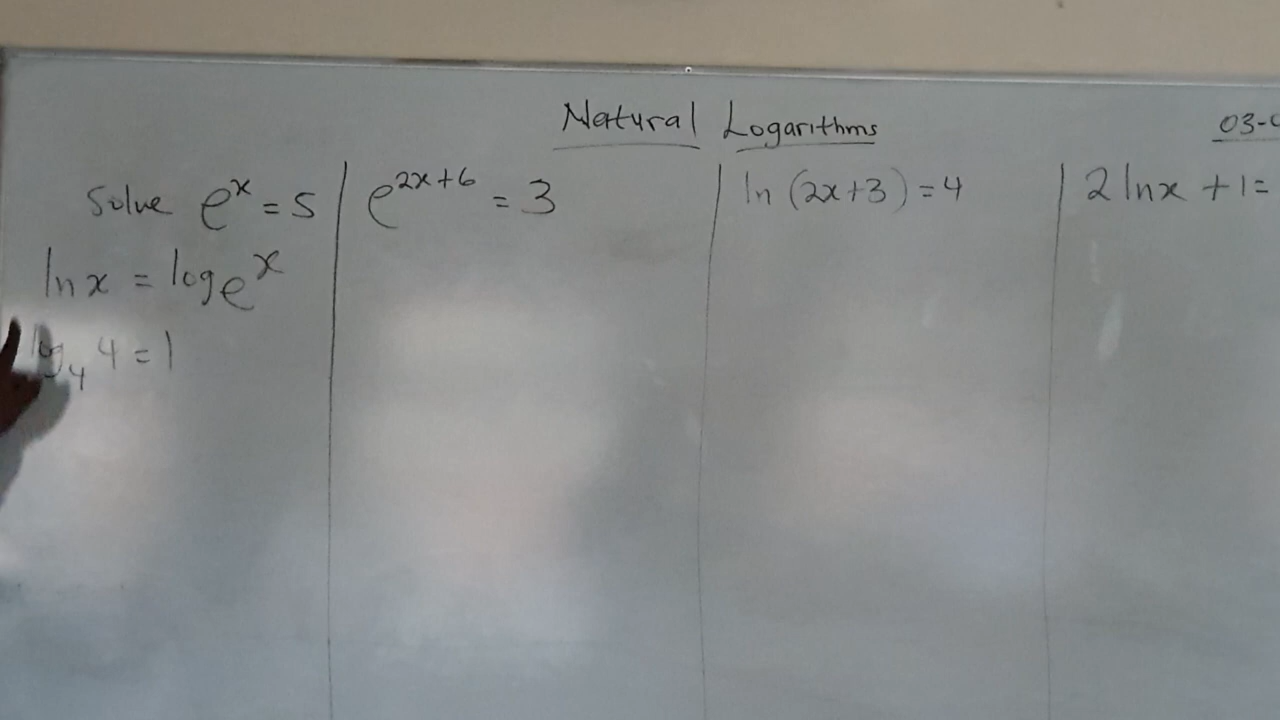 Natural Logarithms
03-
Solve e^x = 5
e^{2x+6} = 3
ln (2x+3) = 4
2 ln x + 1 =
ln x = log_e x
log_4 4 = 1